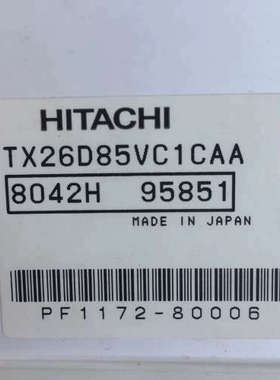 HITACHI
TX26D85VC1CAA
8042H 95851
MADE IN JAPAN
PF1172-80006